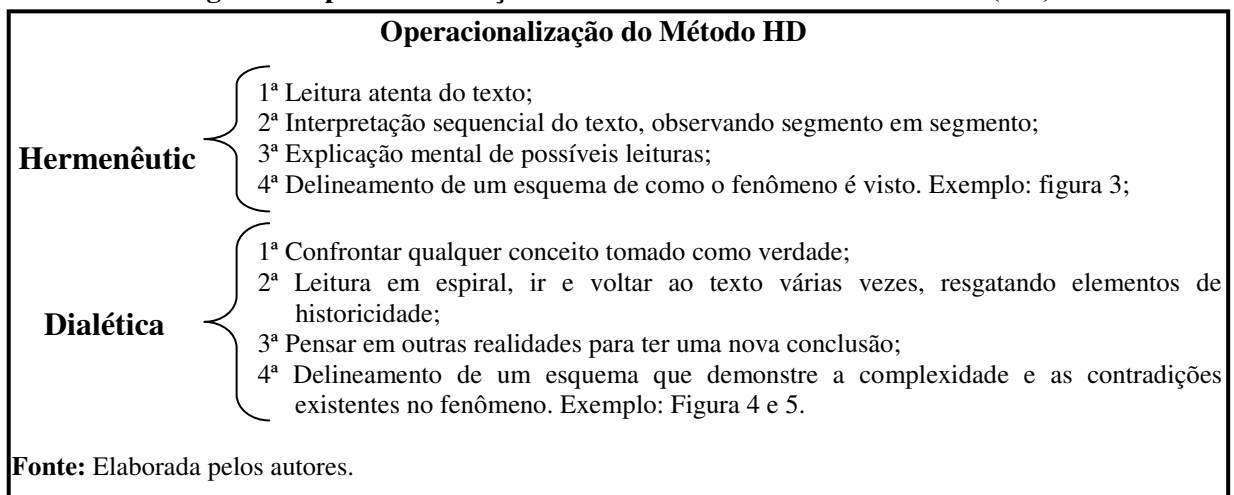 Operacionalização do Método HD
Hermenêutic
1ª Leitura atenta do texto;
2ª Interpretação sequencial do texto, observando segmento em segmento;
3ª Explicação mental de possíveis leituras;
4ª Delineamento de um esquema de como o fenômeno é visto. Exemplo: figura 3;
Dialética
1ª Confrontar qualquer conceito tomado como verdade;
2ª Leitura em espiral, ir e voltar ao texto várias vezes, resgatando elementos de
historicidade;
3ª Pensar em outras realidades para ter uma nova conclusão;
4ª Delineamento de um esquema que demonstre a complexidade e as contradições
existentes no fenômeno. Exemplo: Figura 4 e 5.
Fonte: Elaborada pelos autores.